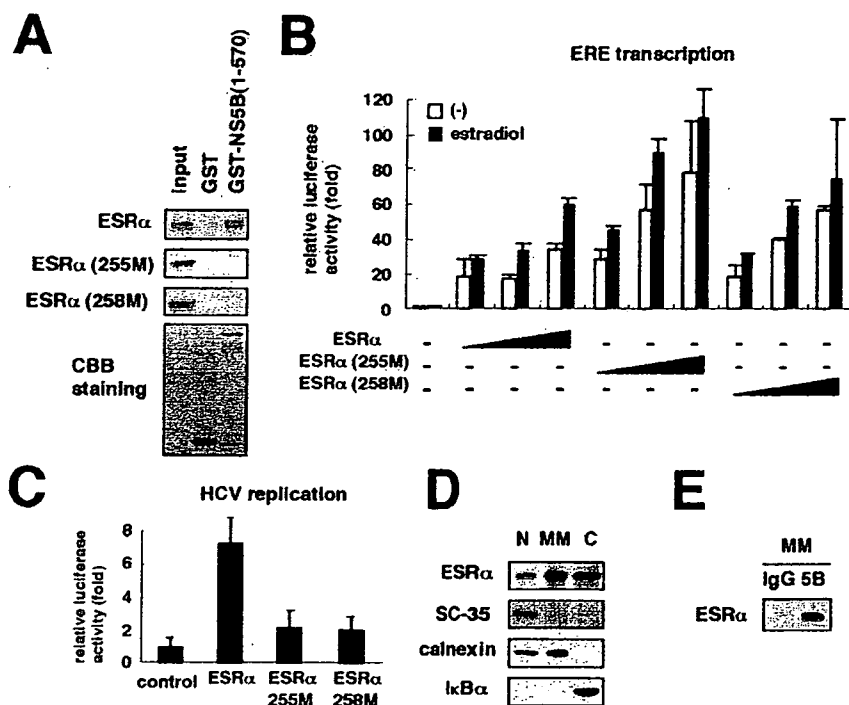 A
Input
GST
GST-NS5B(1-570)
ESRα
ESRα (255M)
ESRα (258M)
CBB
staining
B
ERE transcription
relative luciferase
activity (fold)
120
100
80
60
40
20
0
(-)
estradiol
ESRα - - - - - - -
ESRα (255M) - - - - - - -
ESRα (258M) - - - - - - -
C
HCV replication
relative luciferase
activity (fold)
8
6
4
2
0
control ESRα ESRα ESRα
255M 258M
D
N MM C
ESRα
SC-35
calnexin
IκBα
E
MM
IgG 5B
ESRα